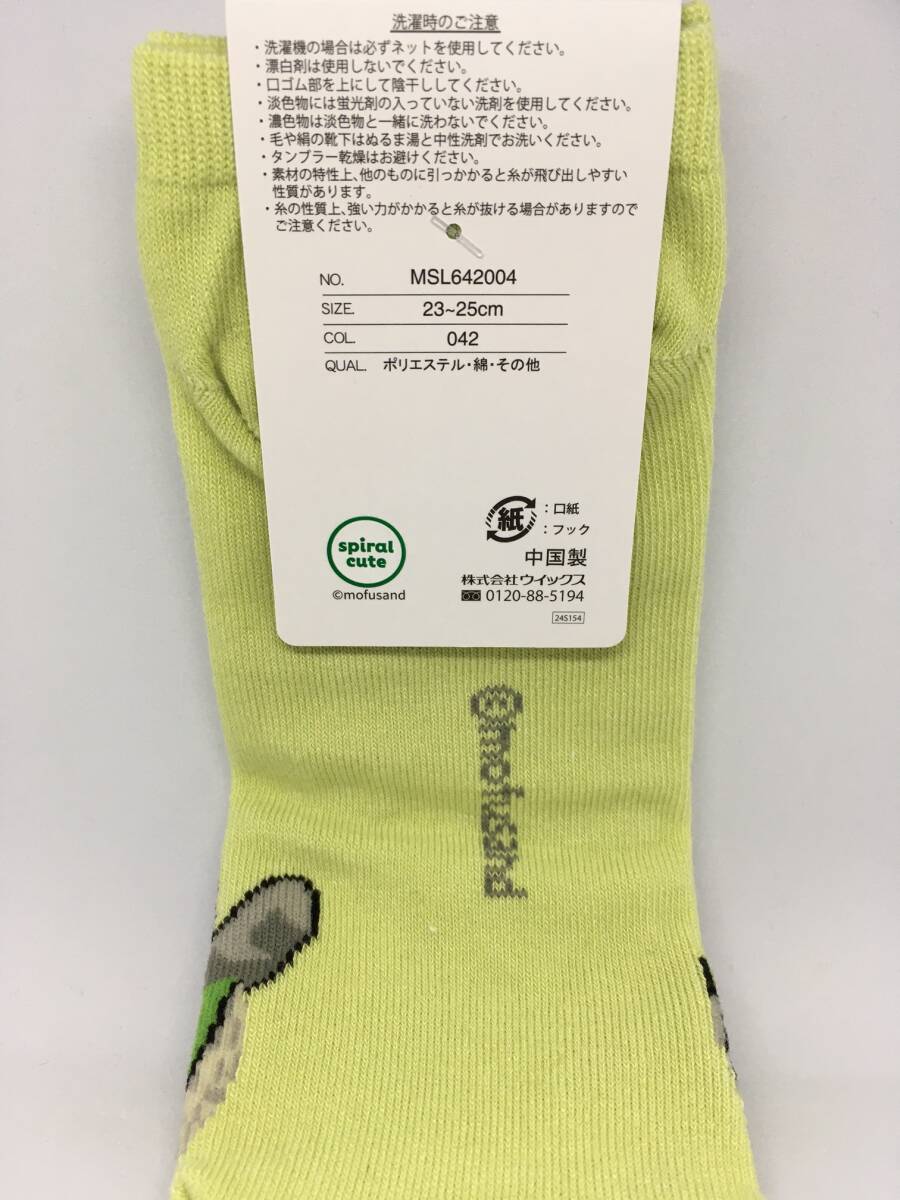 洗濯時のご注意
・洗濯機の場合は必ずネットを使用してください。
・漂白剤は使用しないでください。
・口ゴム部を上にして陰干ししてください。
・淡色物には蛍光剤の入っていない洗剤を使用してください。
・濃色物は淡色物と一緒に洗わないでください。
・毛や絹の靴下はぬるま湯と中性洗剤でお洗いください。
・タンブラー乾燥はお避けください。
・素材の特性上、他のものに引っかかると糸が飛び出しやすい
性質があります。
・糸の性質上、強い力がかかると糸が抜ける場合がありますので
ご注意ください。
NO. MSL642004
SIZE. 23~25cm
COL. 042
QUAL. ポリエステル・綿・その他
spiral
cute
©mofusand
紙
:口紙
:フック
中国製
株式会社ウイックス
0120-88-5194
24S154
©mofusand